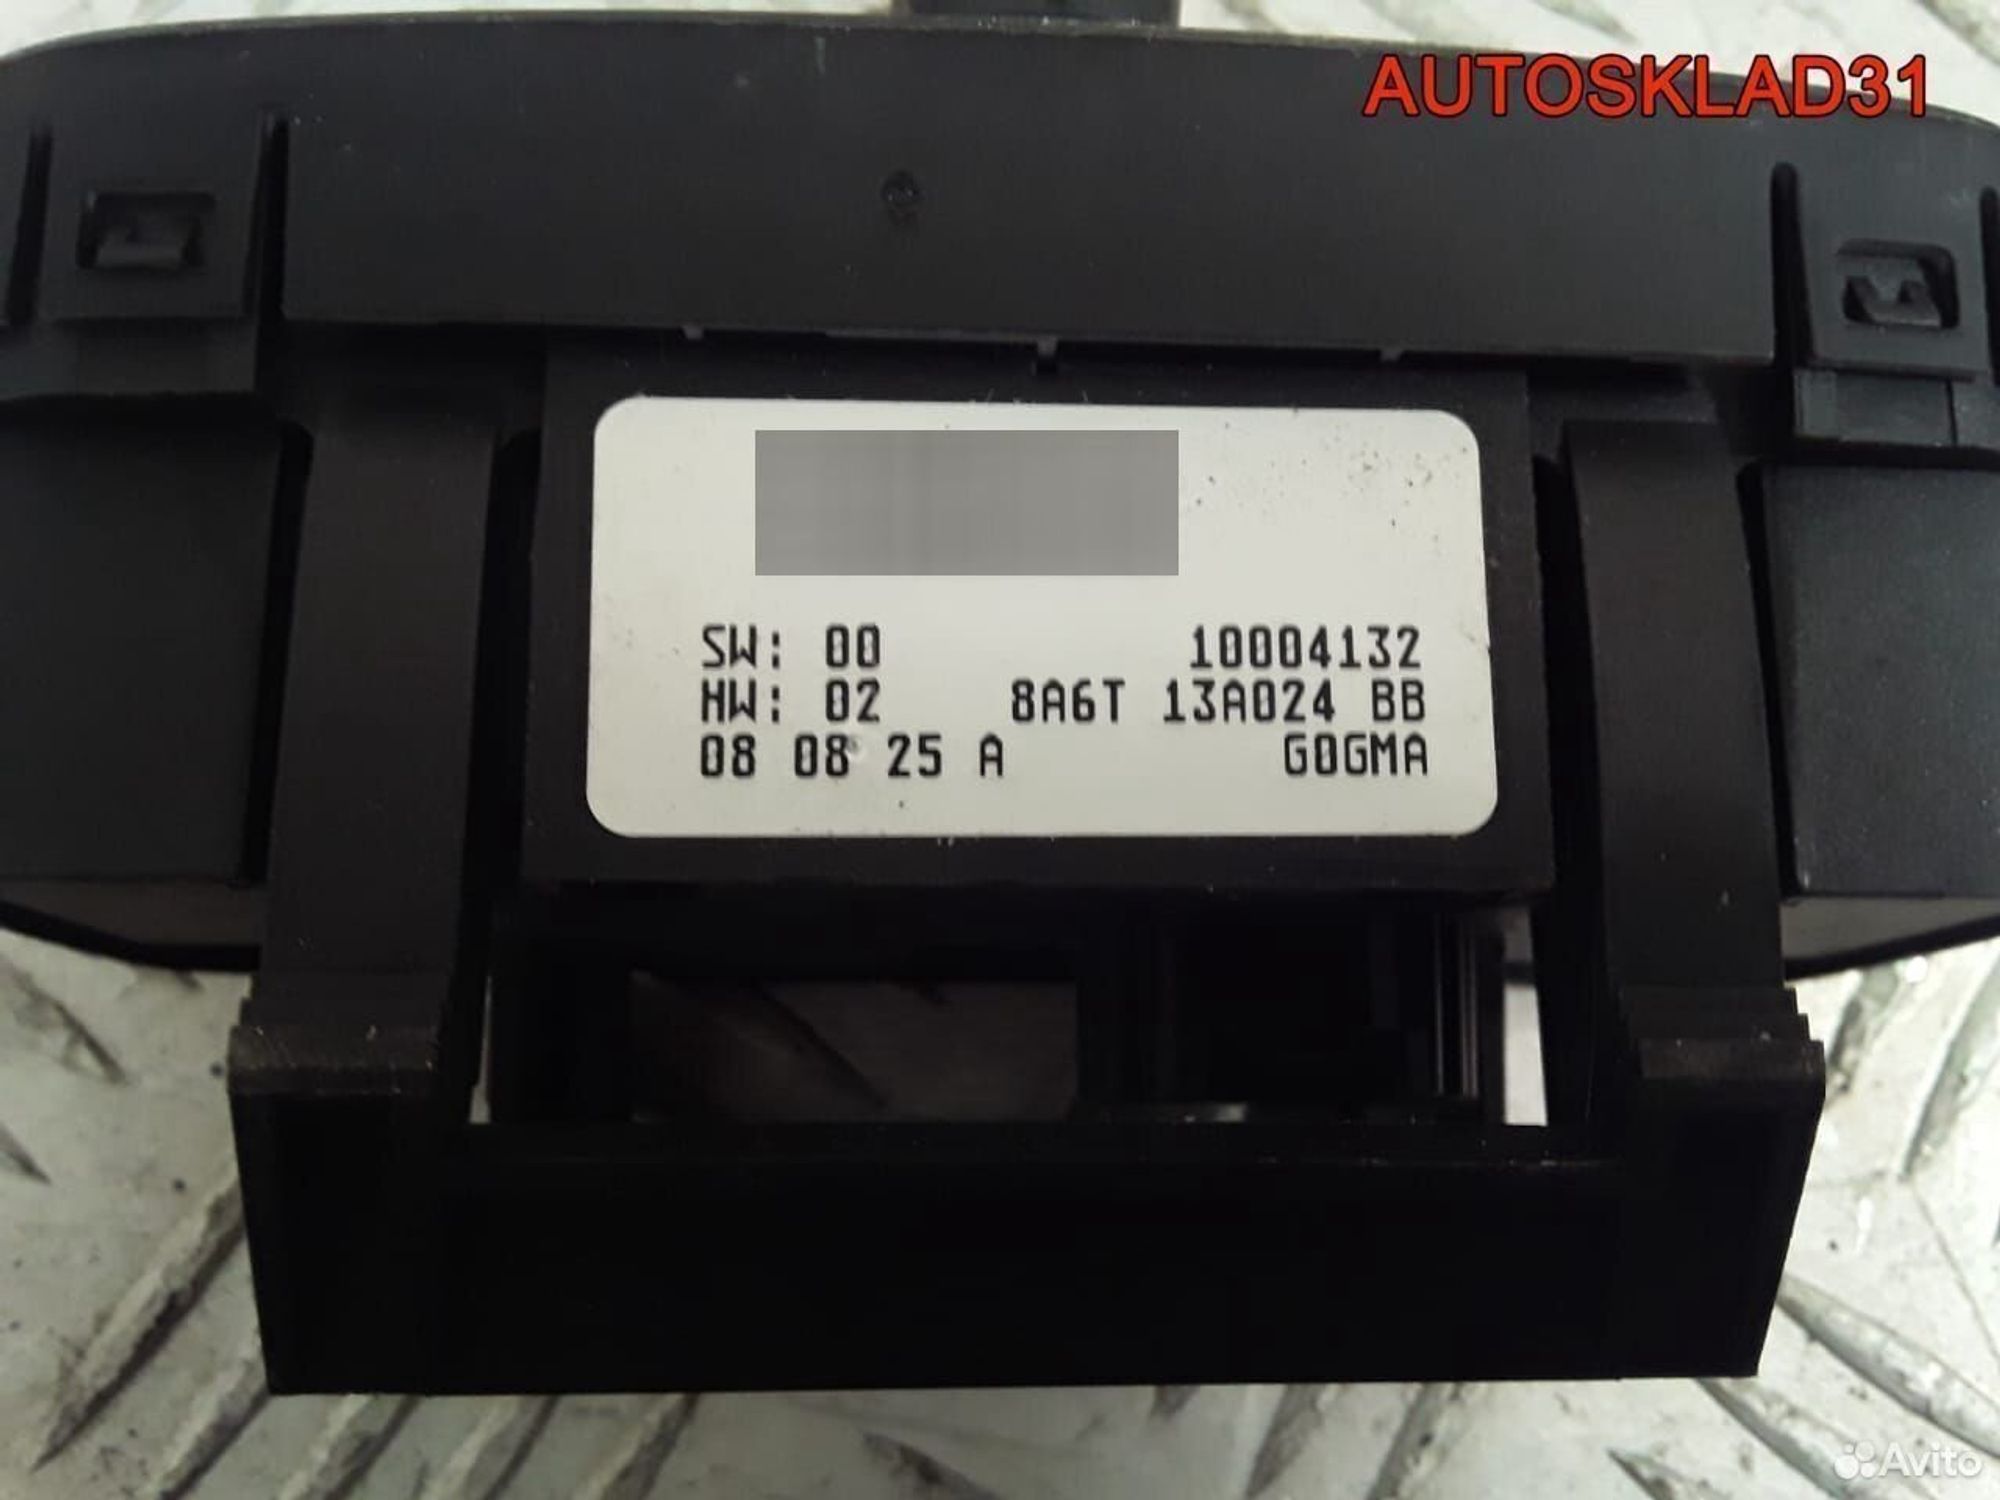 AUTOSKLAD31
SW: 00 10004132
HW: 02 8A6T 13A024 BB
08 08 25 A G0GMA
Avito